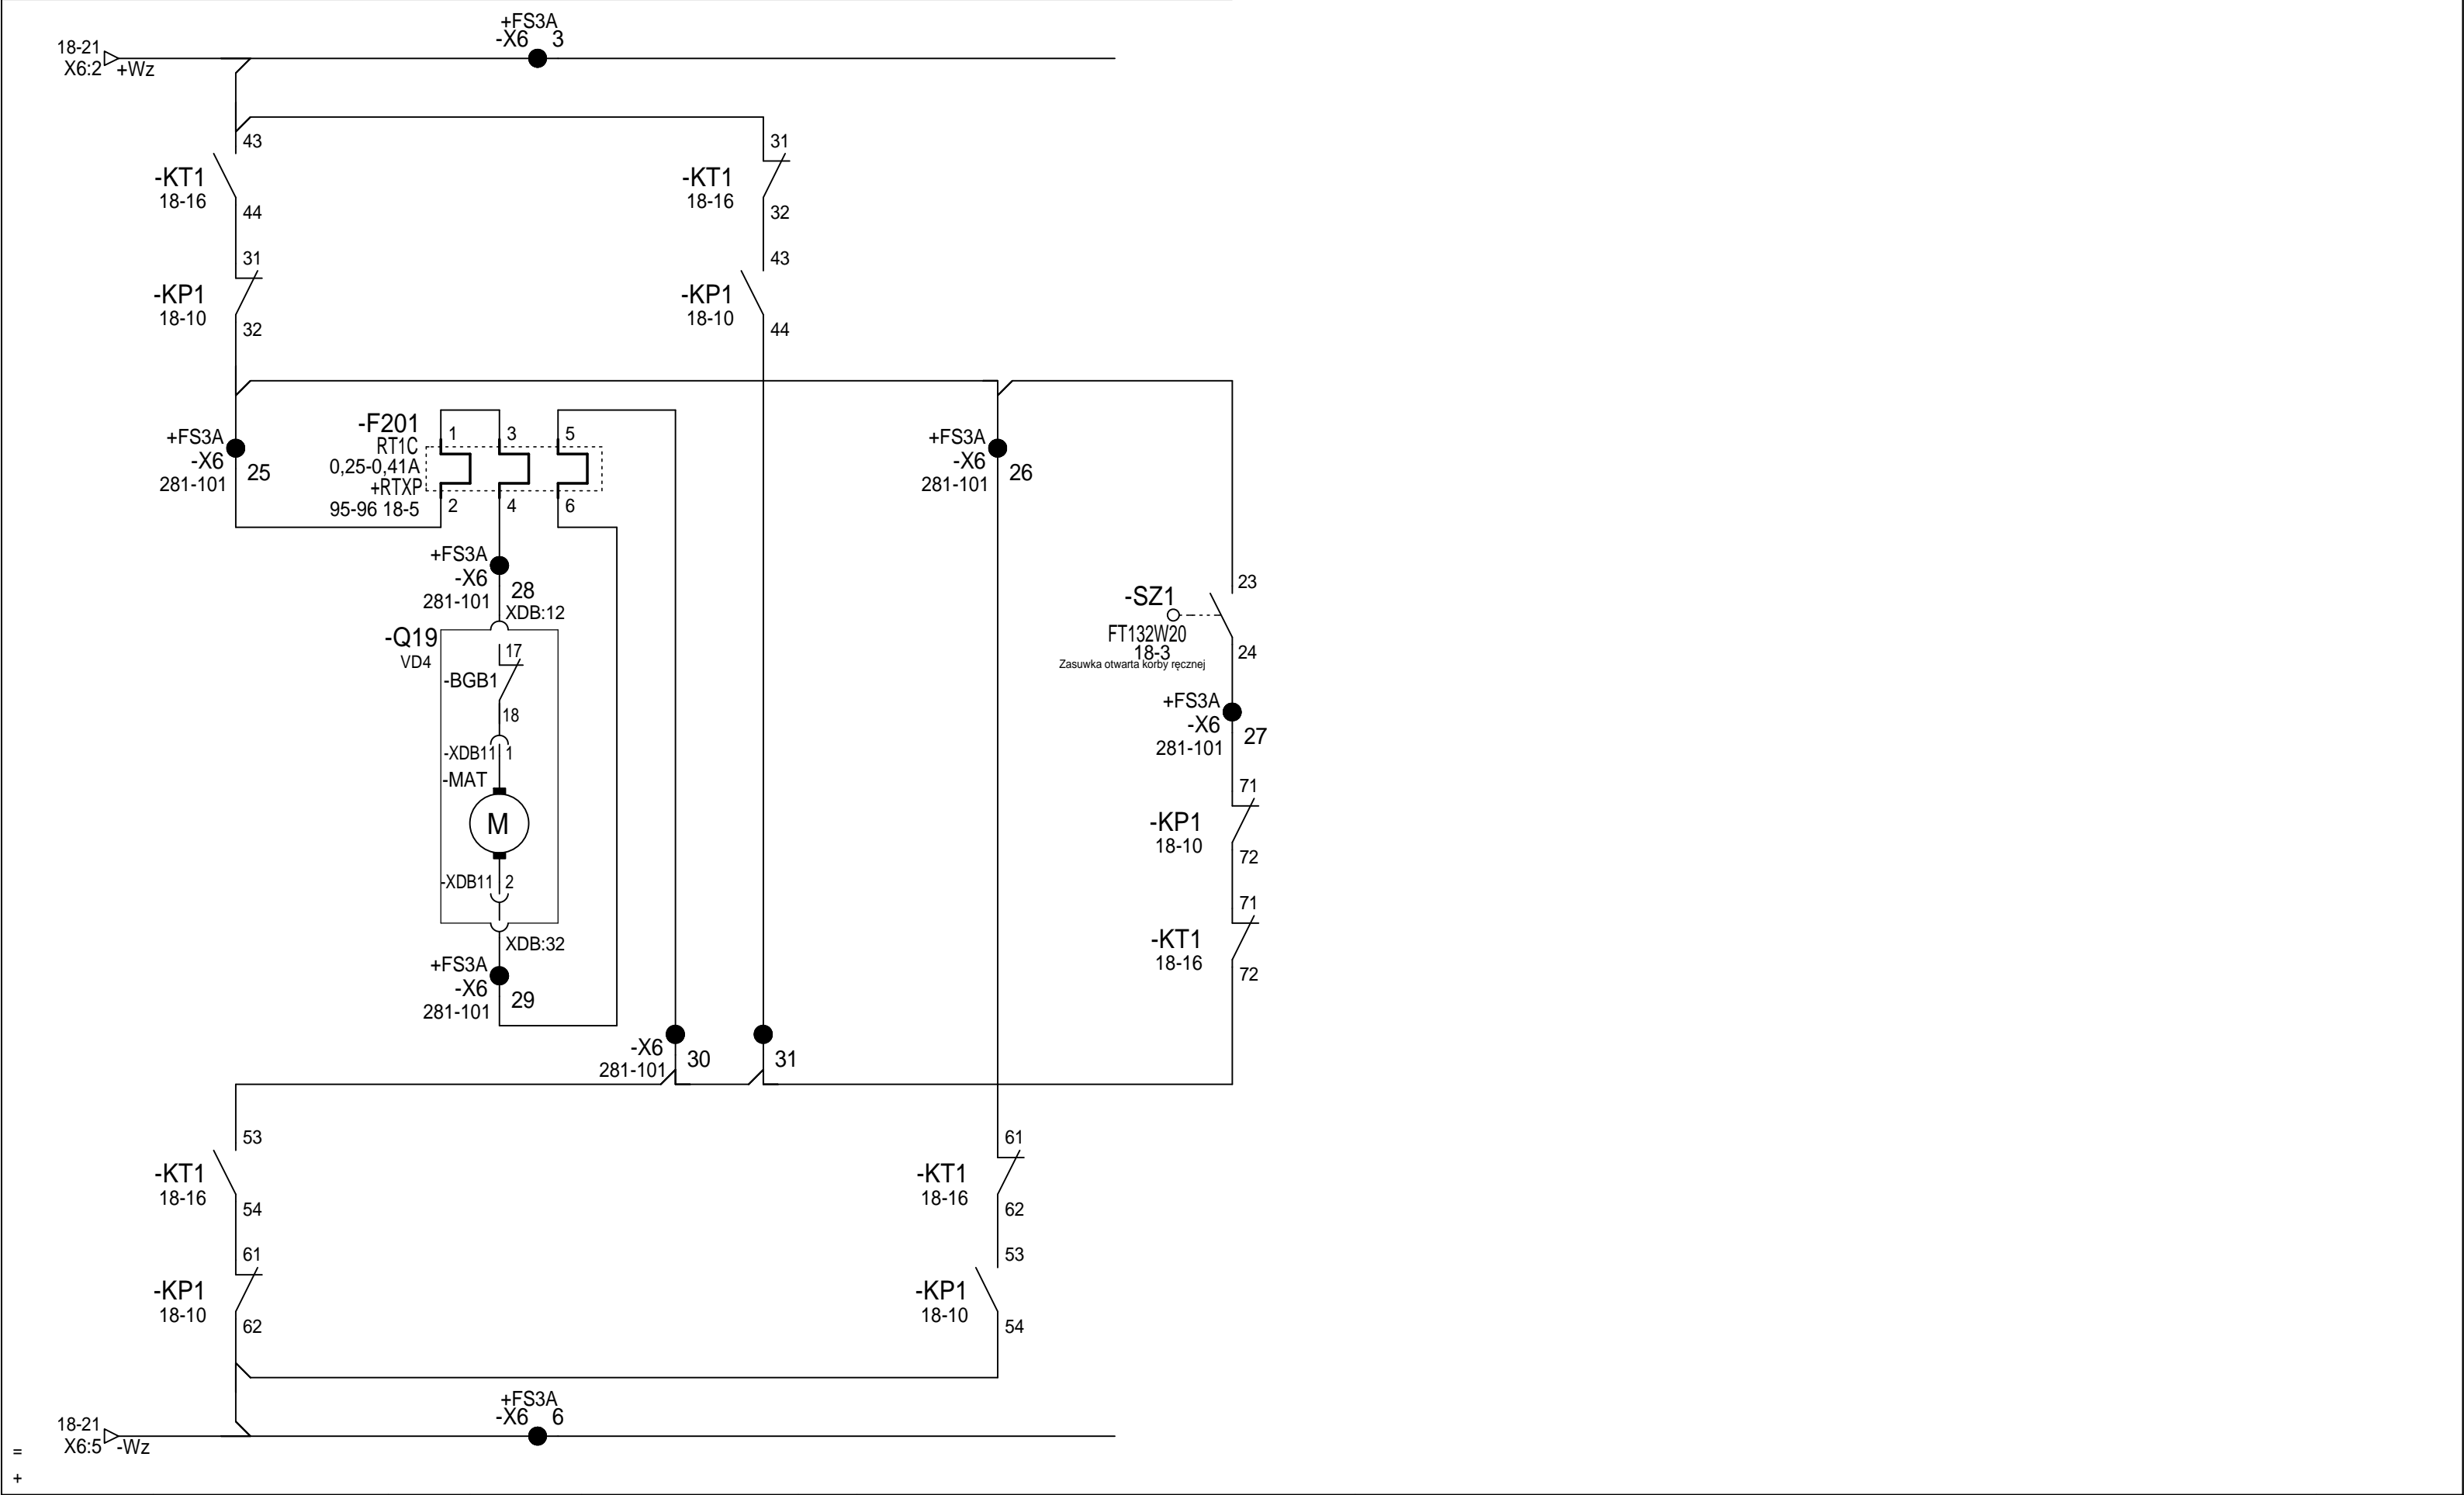 +FS3A
-X6 3
18-21
X6:2 +Wz
43
-KT1
18-16
44
31
-KT1
18-16
32
31
-KP1
18-10
32
43
-KP1
18-10
44
+FS3A
-X6
281-101
25
-F201
RT1C
0,25-0,41A
+RTXP
95-96 18-5
1 3 5
2 4 6
+FS3A
-X6
281-101
26
+FS3A
-X6
281-101
28
XDB:12
-Q19
VD4
17
-BGB1
18
-XDB11 1
-MAT
M
-XDB11 2
XDB:32
+FS3A
-X6
281-101
29
23
-SZ1
FT132W20
18-3
24
Zasuwka otwarta korby ręcznej
+FS3A
-X6
281-101
27
71
-KP1
18-10
72
71
-KT1
18-16
72
-X6
281-101
30
31
53
-KT1
18-16
54
61
-KT1
18-16
62
61
-KP1
18-10
62
53
-KP1
18-10
54
+FS3A
-X6 6
18-21
X6:5 -Wz
=
+